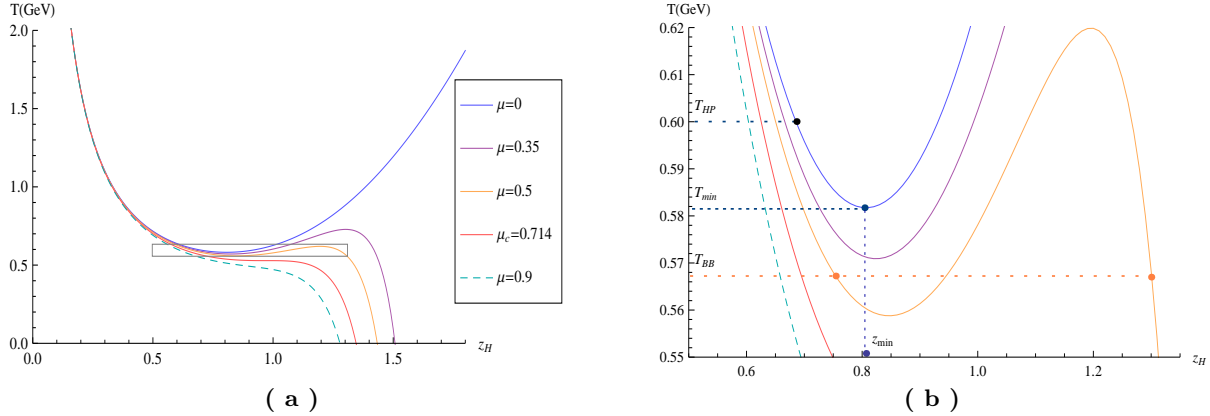 T(GeV)
2.0
1.5
1.0
0.5
0.0
0.0
0.5
1.0
1.5
z_H
μ=0
μ=0.35
μ=0.5
μ_c=0.714
μ=0.9
( a )
T(GeV)
0.62
0.61
T_HP
0.60
0.59
T_min
0.58
0.57
T_BB
0.56
0.55
z_min
z_H
0.6
0.8
1.0
1.2
( b )